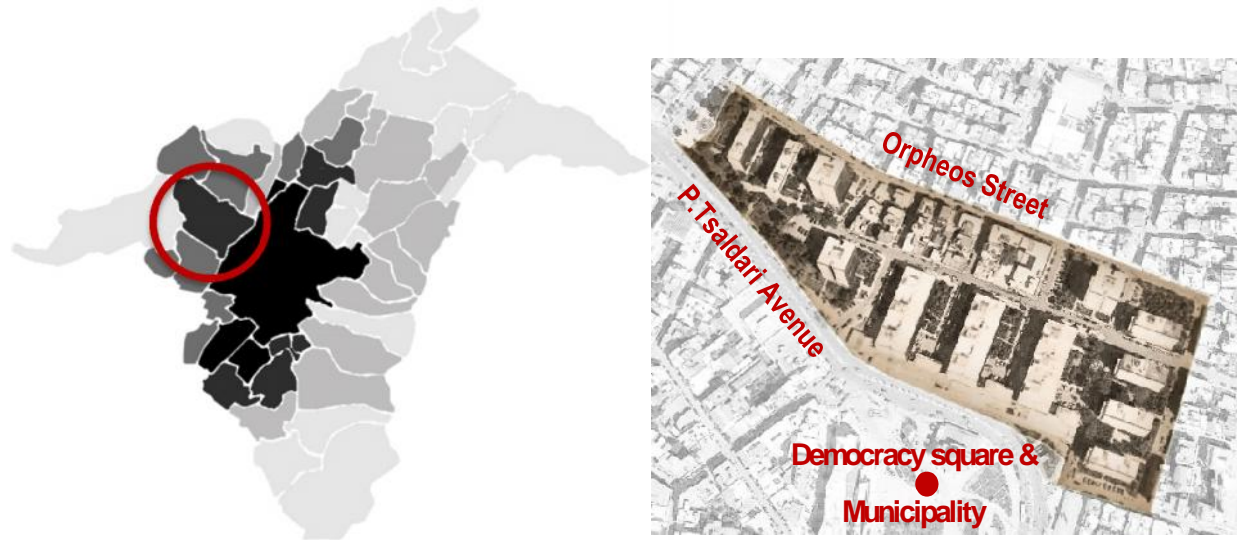 Orpheos Street
P.Tsaldari Avenue
Democracy square &
Municipality